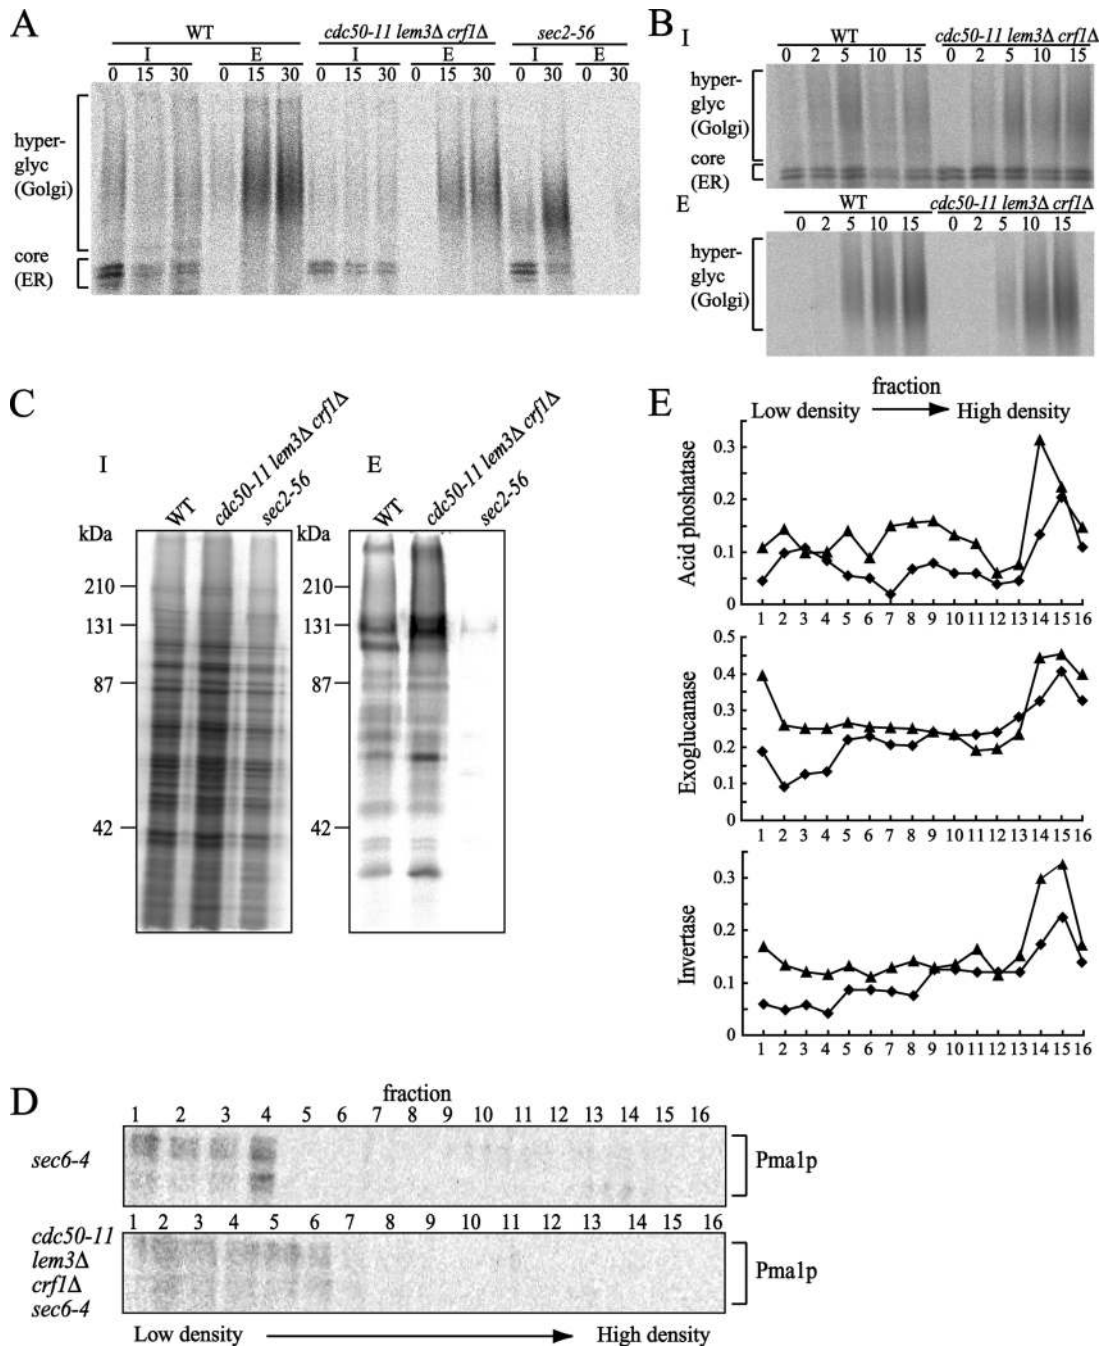 A
WT cdc50-11 lem3Δ crf1Δ sec2-56
I E I E I E
0 15 30 0 15 30 0 15 30 0 15 30 0 30 0 30
hyper-
glyc
(Golgi)
core
(ER)
B
I
WT cdc50-11 lem3Δ crf1Δ
0 2 5 10 15 0 2 5 10 15
hyper-
glyc
(Golgi)
core
(ER)
E
WT cdc50-11 lem3Δ crf1Δ
0 2 5 10 15 0 2 5 10 15
hyper-
glyc
(Golgi)
C
I
WT cdc50-11 lem3Δ crf1Δ sec2-56
kDa
210
131
87
42
E
WT cdc50-11 lem3Δ crf1Δ sec2-56
kDa
210
131
87
42
E
fraction
Low density High density
Acid phoshatase
0.3
0.2
0.1
0
1 2 3 4 5 6 7 8 9 10 11 12 13 14 15 16
Exoglucanase
0.5
0.4
0.3
0.2
0.1
0
1 2 3 4 5 6 7 8 9 10 11 12 13 14 15 16
Invertase
0.3
0.2
0.1
0
1 2 3 4 5 6 7 8 9 10 11 12 13 14 15 16
D
fraction
1 2 3 4 5 6 7 8 9 10 11 12 13 14 15 16
sec6-4
Pma1p
1 2 3 4 5 6 7 8 9 10 11 12 13 14 15 16
cdc50-11
lem3Δ
crf1Δ
sec6-4
Pma1p
Low density High density